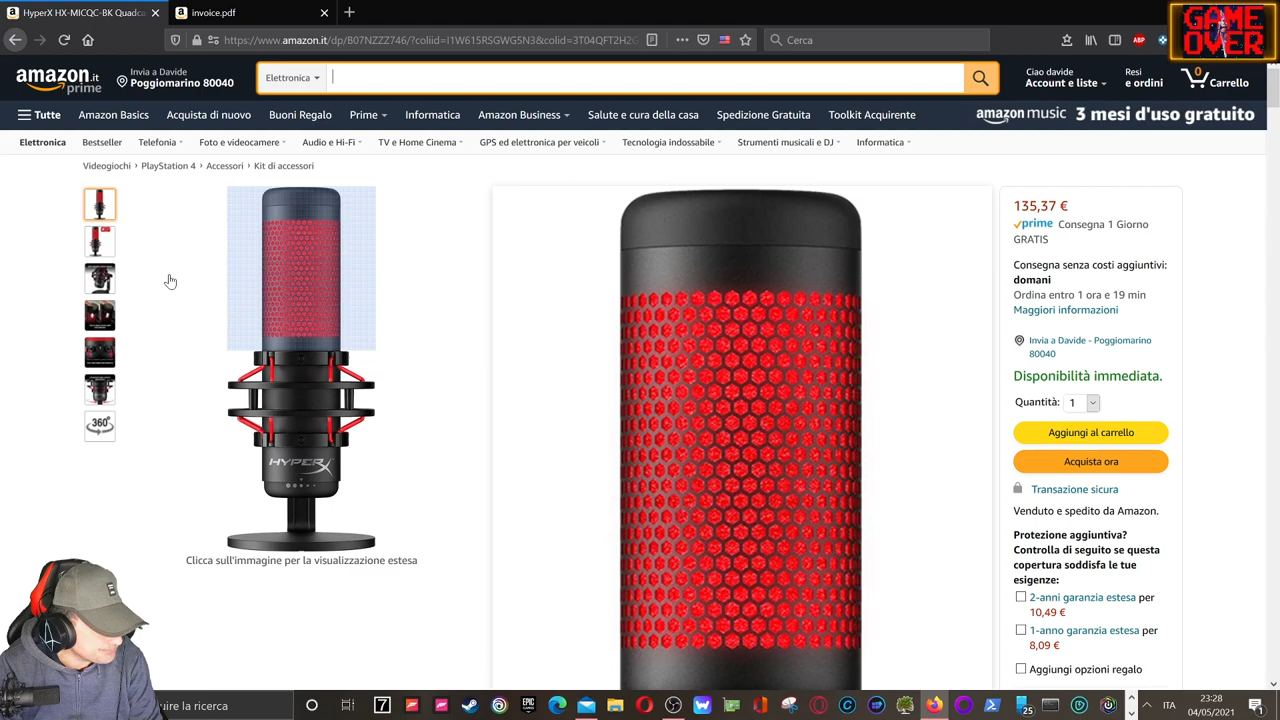 HyperX HX-MICQC-BK Quadca
invoice.pdf
GAME
OVER
https://www.amazon.it/dp/B07NZZZ746/?coliid=I1W615RSGW65N3&colid=3T04QFT2H2G
Cerca
ABP
amazon.it
prime
Invia a Davide
Poggiomarino 80040
Elettronica
Ciao davide
Account e liste
Resi
e ordini
0
Carrello
Tutte
Amazon Basics
Acquista di nuovo
Buoni Regalo
Prime
Informatica
Amazon Business
Salute e cura della casa
Spedizione Gratuita
Toolkit Acquirente
amazon music 3 mesi d'uso gratuito
Elettronica
Bestseller
Telefonia
Foto e videocamere
Audio e Hi-Fi
TV e Home Cinema
GPS ed elettronica per veicoli
Tecnologia indossabile
Strumenti musicali e DJ
Informatica
Videogiochi › PlayStation 4 › Accessori › Kit di accessori
360°
HYPERX
Clicca sull'immagine per la visualizzazione estesa
135,37 €
prime Consegna 1 Giorno
GRATIS
Consegna senza costi aggiuntivi:
domani
Ordina entro 1 ora e 19 min
Maggiori informazioni
Invia a Davide - Poggiomarino
80040
Disponibilità immediata.
Quantità: 1
Aggiungi al carrello
Acquista ora
Transazione sicura
Venduto e spedito da Amazon.
Protezione aggiuntiva?
Controlla di seguito se questa
copertura soddisfa le tue
esigenze:
2-anni garanzia estesa per
10,49 €
1-anno garanzia estesa per
8,09 €
Aggiungi opzioni regalo
ire la ricerca
7
EPIC
GAMES
25
ITA
23:28
04/05/2021
1